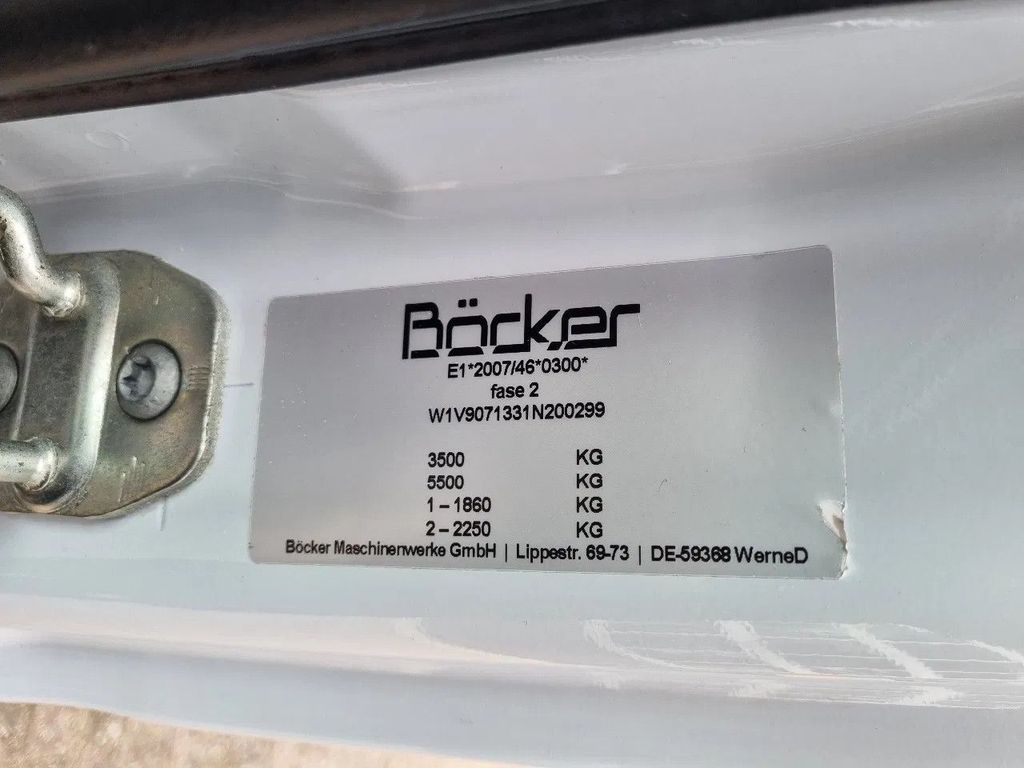 Böcker
E1*2007/46*0300*
fase 2
W1V9071331N200299
3500 KG
5500 KG
1 – 1860 KG
2 – 2250 KG
Böcker Maschinenwerke GmbH | Lippestr. 69-73 | DE-59368 WerneD